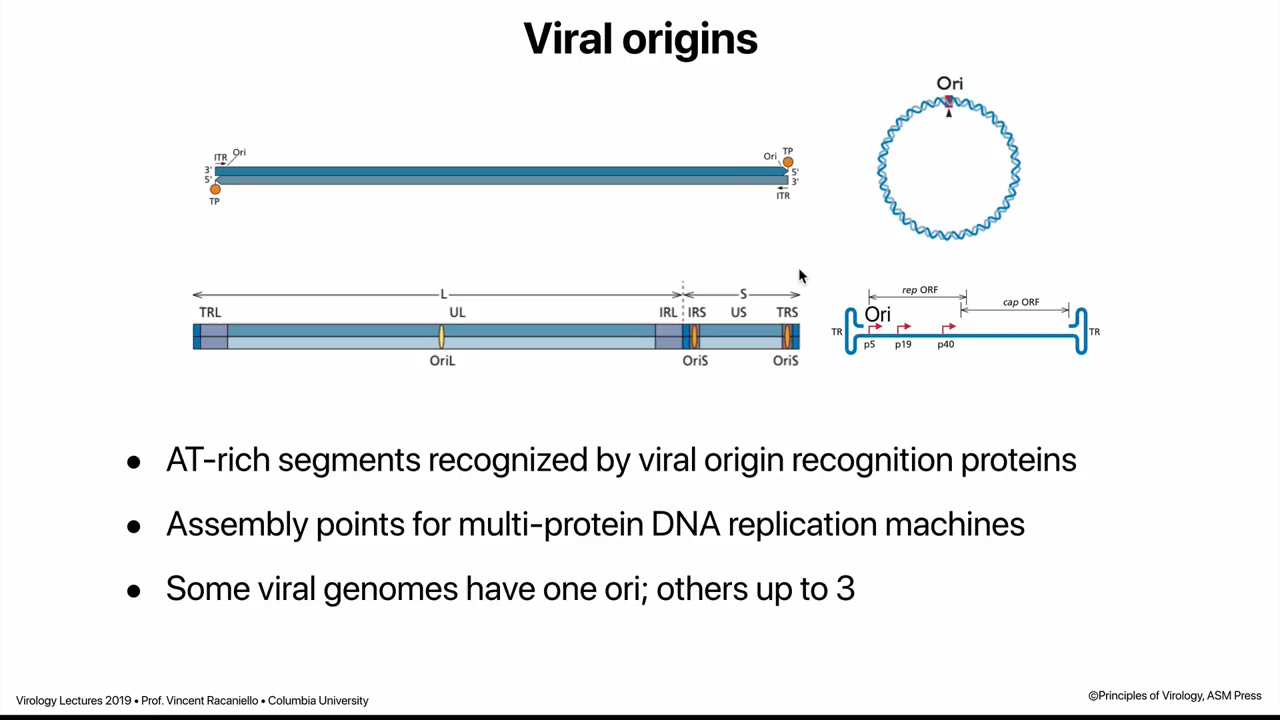 Viral origins
Ori
ITR Ori
Ori TP
3' 5'
5' 3'
TP ITR
L S
TRL UL IRL IRS US TRS
OriL OriS OriS
rep ORF
cap ORF
Ori
TR TR
p5 p19 p40
• AT-rich segments recognized by viral origin recognition proteins
• Assembly points for multi-protein DNA replication machines
• Some viral genomes have one ori; others up to 3
Virology Lectures 2019 • Prof. Vincent Racaniello • Columbia University
©Principles of Virology, ASM Press